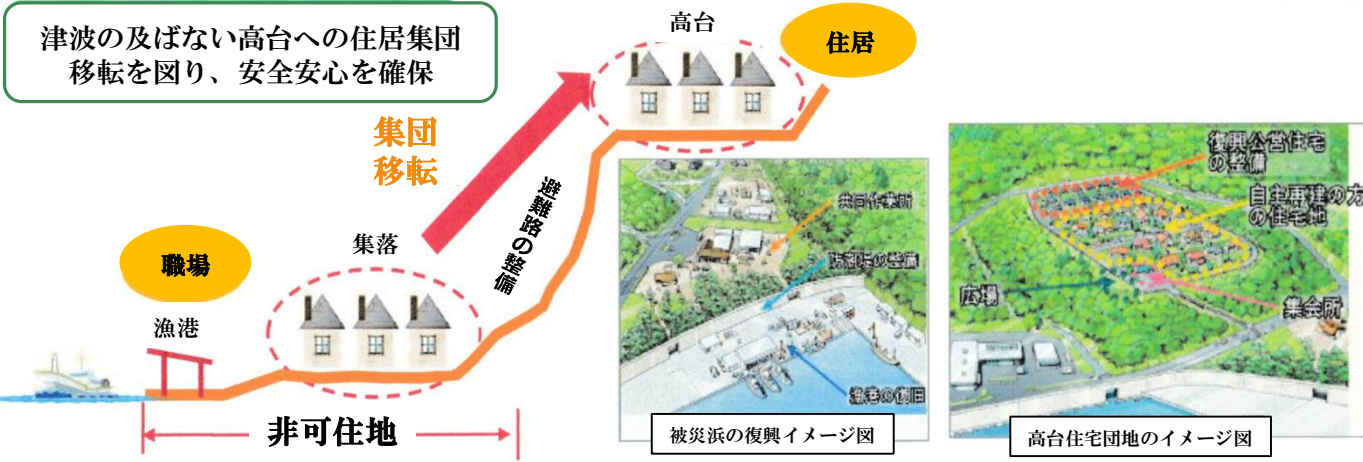 津波の及ばない高台への住居集団
移転を図り、安全安心を確保
高台
住居
集団
移転
避難路の整備
集落
職場
漁港
非可住地
共同作業所
防潮堤の整備
漁港の復旧
被災浜の復興イメージ図
復興公営住宅
の整備
自主再建の方
の住宅地
広場
集会所
高台住宅団地のイメージ図